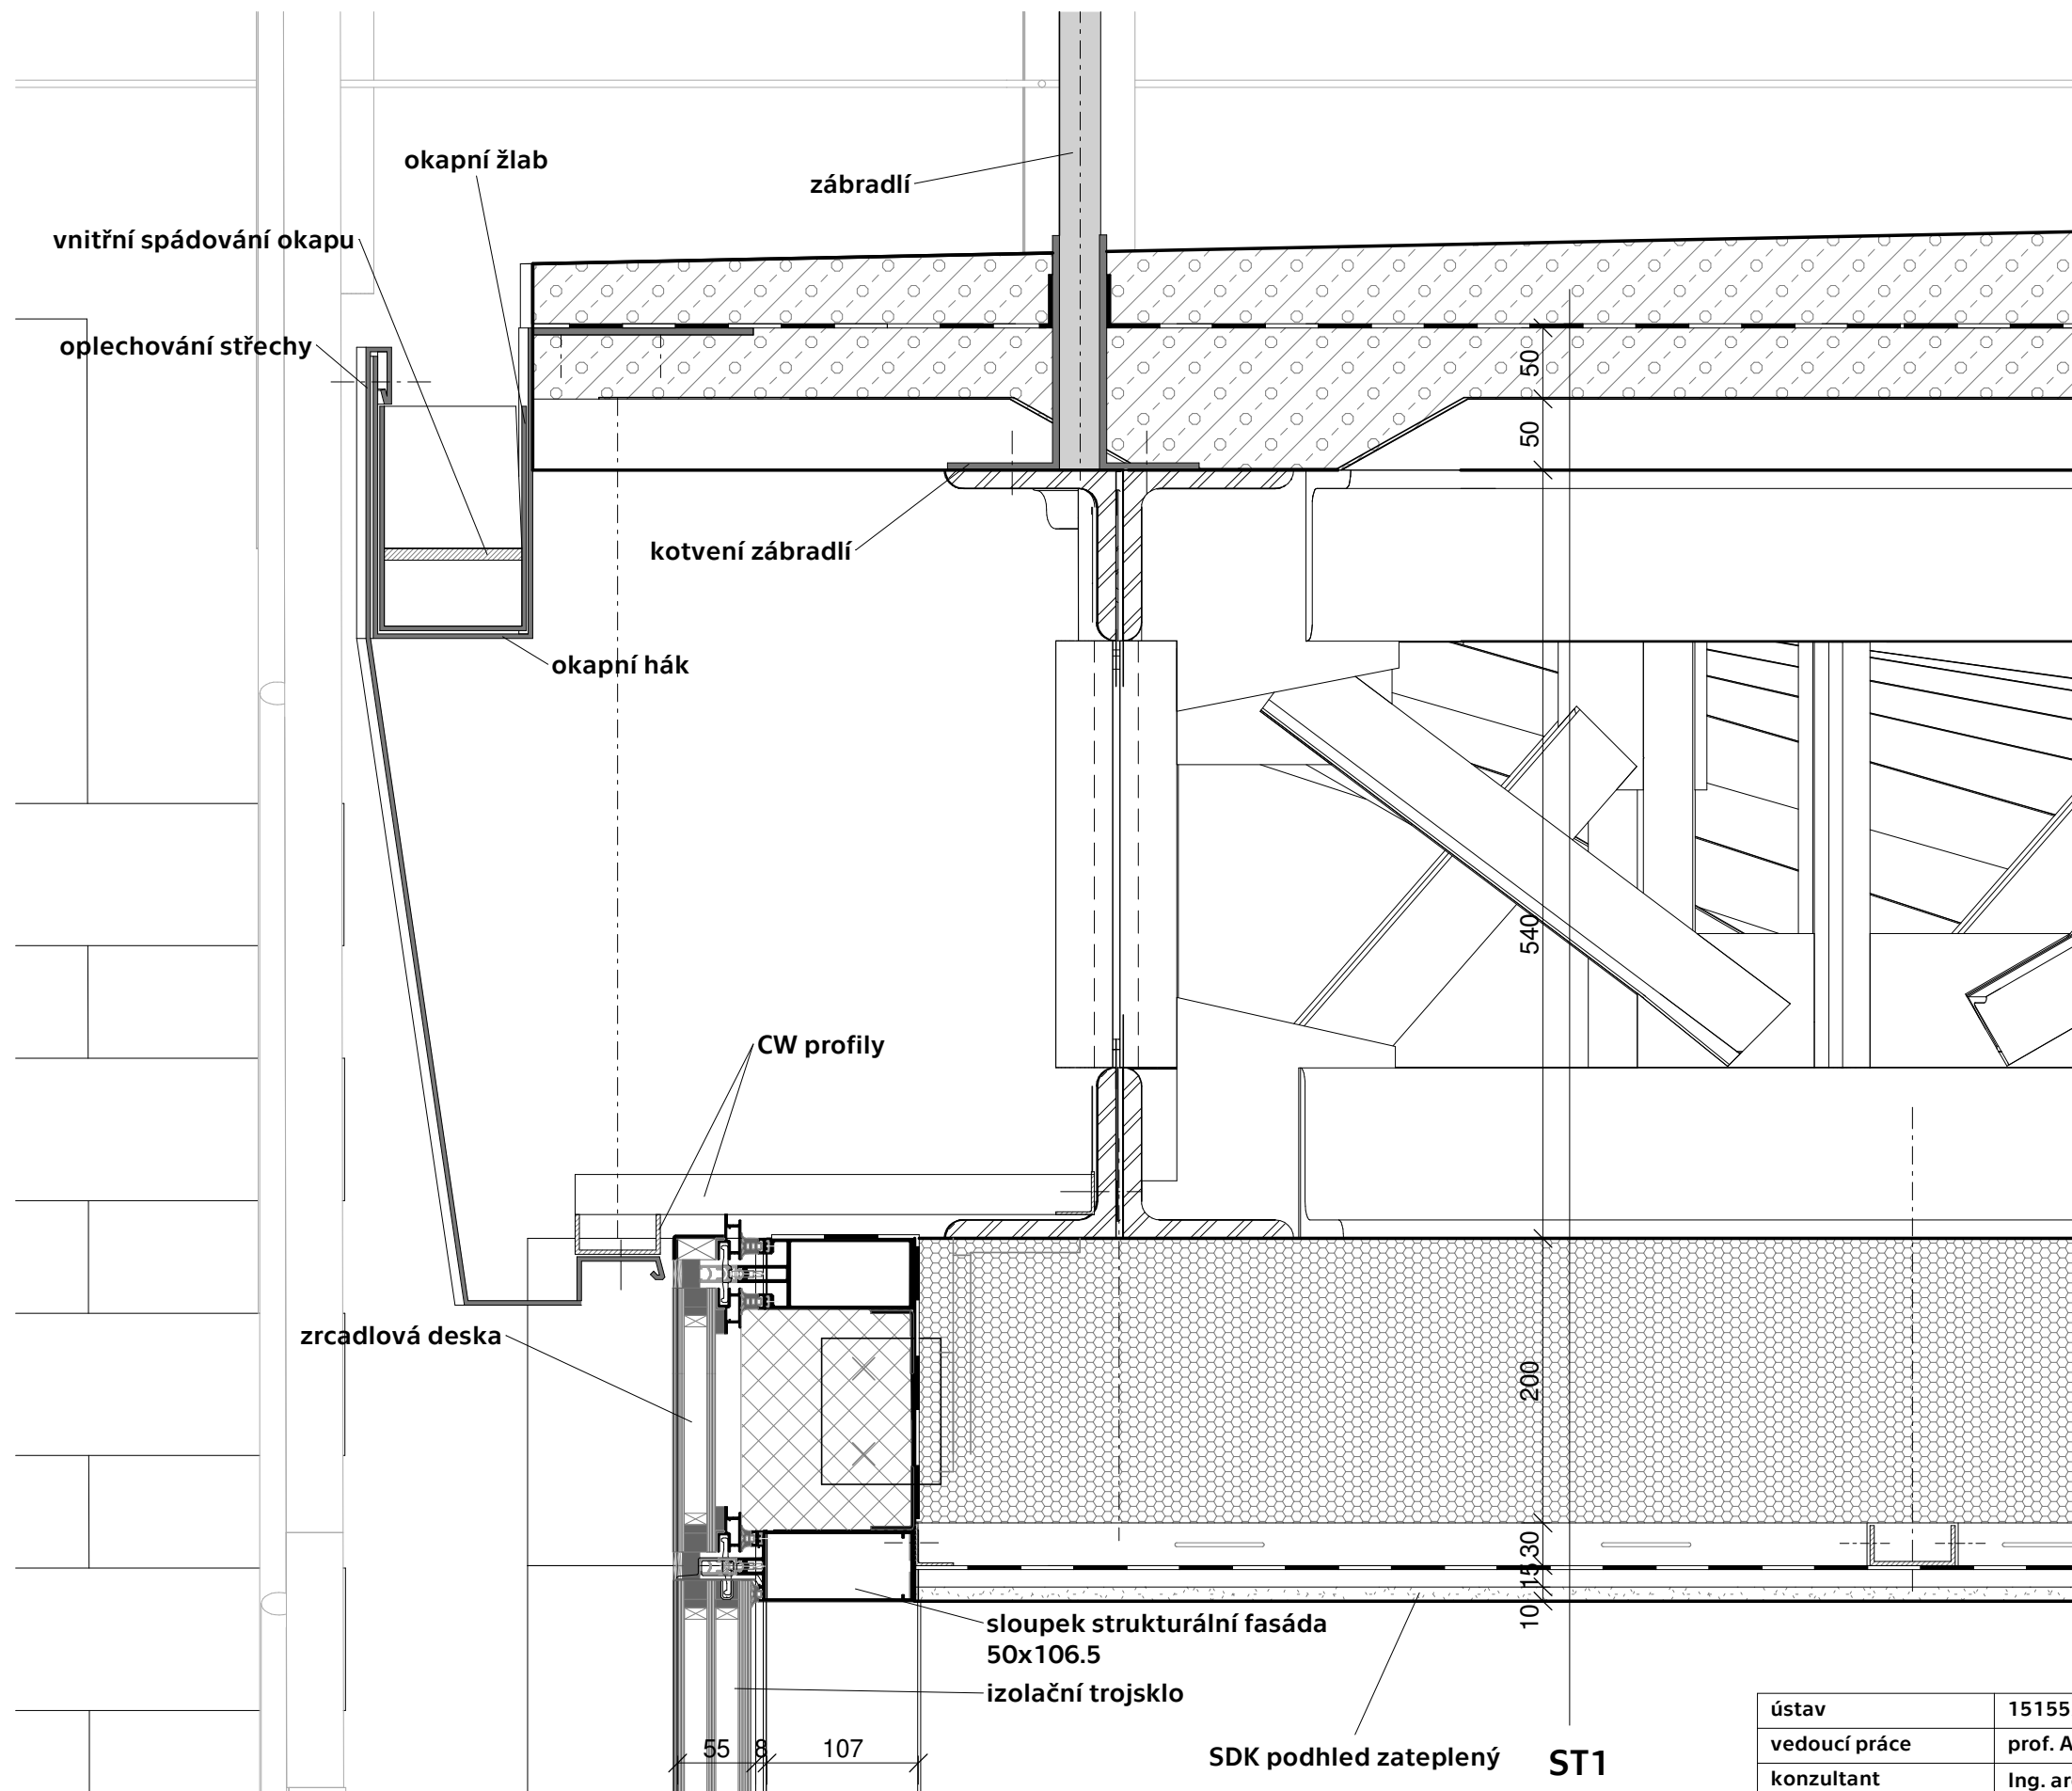 okapní žlab
zábradlí
vnitřní spádování okapu
oplechování střechy
50
50
kotvení zábradlí
okapní hák
540
CW profily
zrcadlová deska
200
30
15
10
sloupek strukturální fasáda
50x106.5
izolační trojsklo
55 8 107
SDK podhled zateplený
ST1
ústav 15155
vedoucí práce prof. A
konzultant Ing. ar